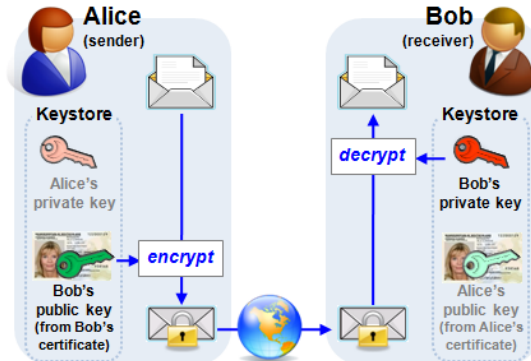 Alice
(sender)
Keystore
Alice's
private key
Bob's
public key
(from Bob's
certificate)
encrypt
Bob
(receiver)
Keystore
decrypt
Bob's
private key
Alice's
public key
(from Alice's
certificate)